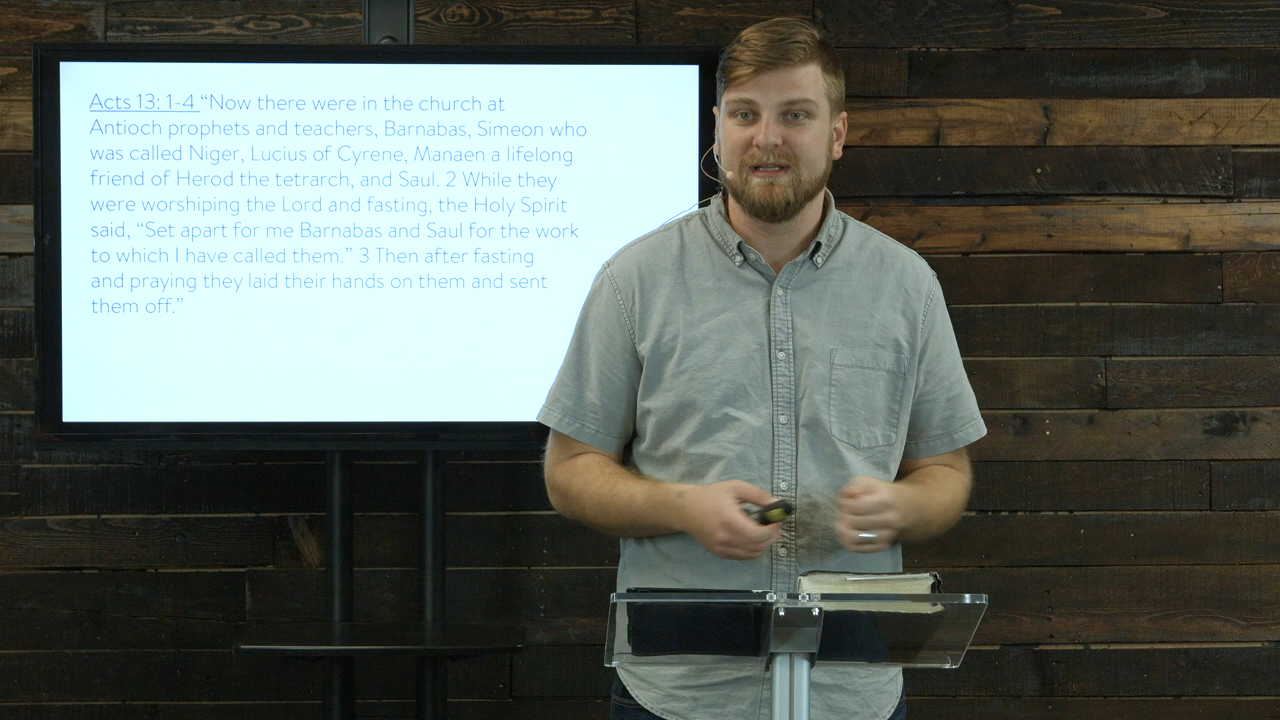 Acts 13: 1-4 “Now there were in the church at
Antioch prophets and teachers, Barnabas, Simeon who
was called Niger, Lucius of Cyrene, Manaen a lifelong
friend of Herod the tetrarch, and Saul. 2 While they
were worshiping the Lord and fasting, the Holy Spirit
said, “Set apart for me Barnabas and Saul for the work
to which I have called them.” 3 Then after fasting
and praying they laid their hands on them and sent
them off.”